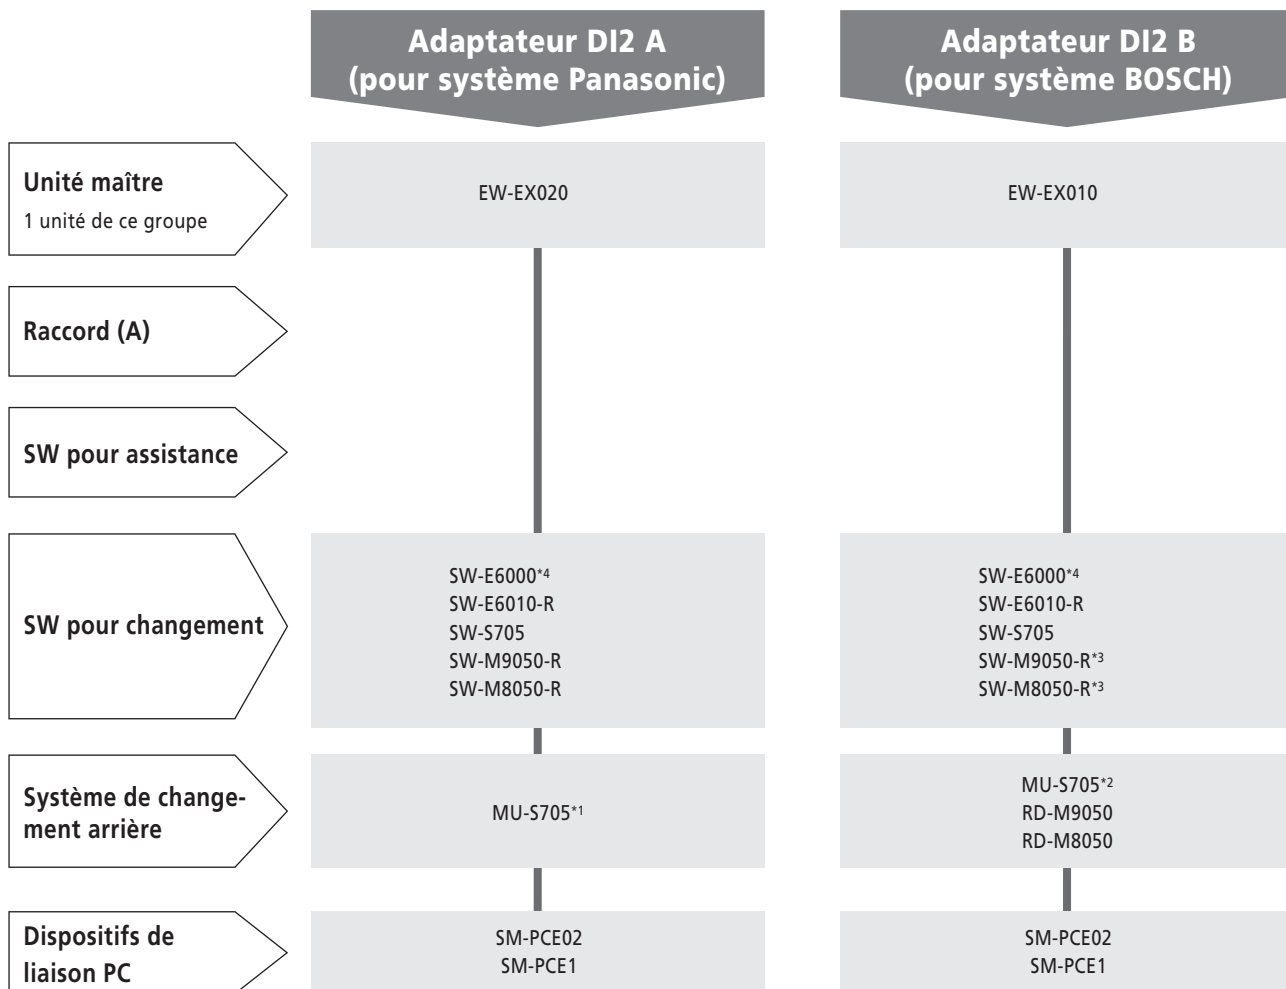 Adaptateur DI2 A
(pour système Panasonic)
Adaptateur DI2 B
(pour système BOSCH)
Unité maître
1 unité de ce groupe
EW-EX020
EW-EX010
Raccord (A)
SW pour assistance
SW pour changement
SW-E6000*4
SW-E6010-R
SW-S705
SW-M9050-R
SW-M8050-R
SW-E6000*4
SW-E6010-R
SW-S705
SW-M9050-R*3
SW-M8050-R*3
Système de change-
ment arrière
MU-S705*1
MU-S705*2
RD-M9050
RD-M8050
Dispositifs de
liaison PC
SM-PCE02
SM-PCE1
SM-PCE02
SM-PCE1